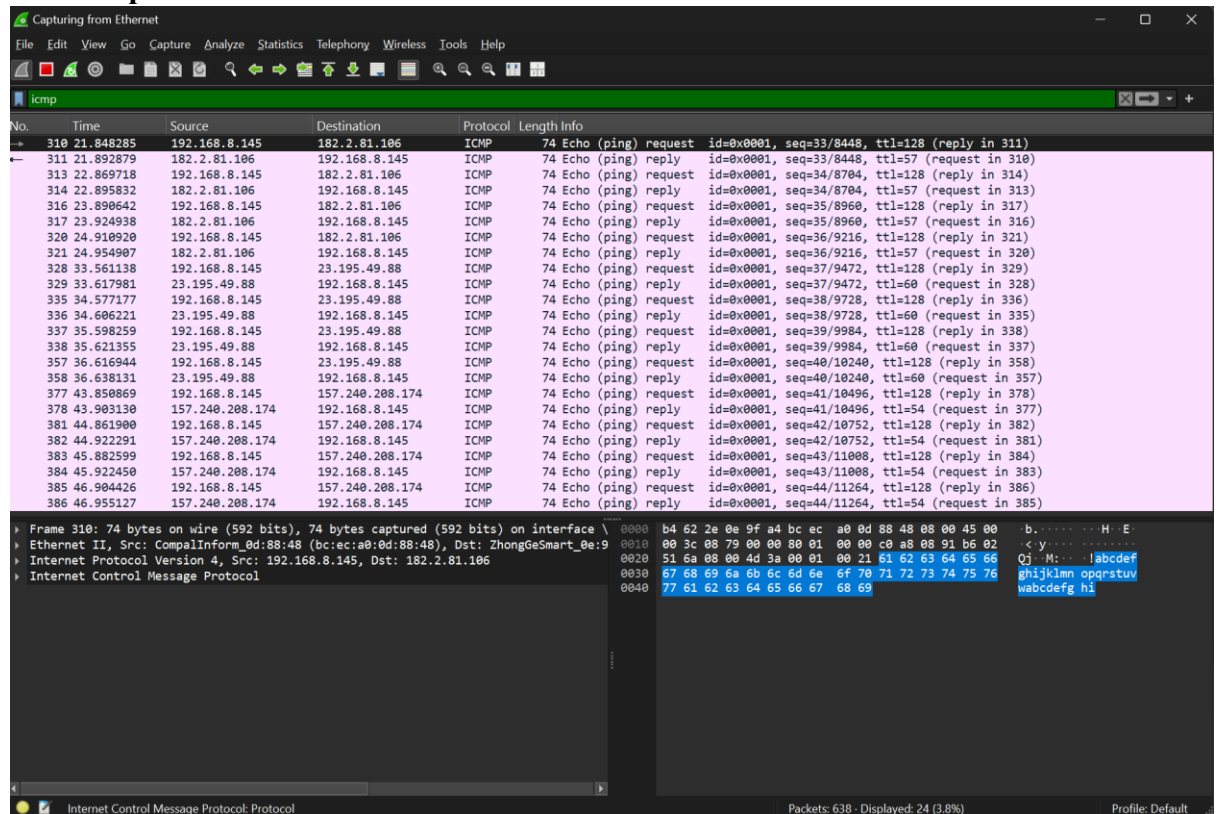 Capturing from Ethernet
File Edit View Go Capture Analyze Statistics Telephony Wireless Tools Help
icmp
No. Time Source Destination Protocol Length Info
310 21.848285 192.168.8.145 182.2.81.106 ICMP 74 Echo (ping) request id=0x0001, seq=33/8448, ttl=128 (reply in 311)
311 21.892879 182.2.81.106 192.168.8.145 ICMP 74 Echo (ping) reply id=0x0001, seq=33/8448, ttl=57 (request in 310)
313 22.869718 192.168.8.145 182.2.81.106 ICMP 74 Echo (ping) request id=0x0001, seq=34/8704, ttl=128 (reply in 314)
314 22.895832 182.2.81.106 192.168.8.145 ICMP 74 Echo (ping) reply id=0x0001, seq=34/8704, ttl=57 (request in 313)
316 23.890642 192.168.8.145 182.2.81.106 ICMP 74 Echo (ping) request id=0x0001, seq=35/8960, ttl=128 (reply in 317)
317 23.924938 182.2.81.106 192.168.8.145 ICMP 74 Echo (ping) reply id=0x0001, seq=35/8960, ttl=57 (request in 316)
320 24.910920 192.168.8.145 182.2.81.106 ICMP 74 Echo (ping) request id=0x0001, seq=36/9216, ttl=128 (reply in 321)
321 24.954907 182.2.81.106 192.168.8.145 ICMP 74 Echo (ping) reply id=0x0001, seq=36/9216, ttl=57 (request in 320)
328 33.561138 192.168.8.145 23.195.49.88 ICMP 74 Echo (ping) request id=0x0001, seq=37/9472, ttl=128 (reply in 329)
329 33.617981 23.195.49.88 192.168.8.145 ICMP 74 Echo (ping) reply id=0x0001, seq=37/9472, ttl=60 (request in 328)
335 34.577177 192.168.8.145 23.195.49.88 ICMP 74 Echo (ping) request id=0x0001, seq=38/9728, ttl=128 (reply in 336)
336 34.606221 23.195.49.88 192.168.8.145 ICMP 74 Echo (ping) reply id=0x0001, seq=38/9728, ttl=60 (request in 335)
337 35.598259 192.168.8.145 23.195.49.88 ICMP 74 Echo (ping) request id=0x0001, seq=39/9984, ttl=128 (reply in 338)
338 35.621355 23.195.49.88 192.168.8.145 ICMP 74 Echo (ping) reply id=0x0001, seq=39/9984, ttl=60 (request in 337)
357 36.616944 192.168.8.145 23.195.49.88 ICMP 74 Echo (ping) request id=0x0001, seq=40/10240, ttl=128 (reply in 358)
358 36.638131 23.195.49.88 192.168.8.145 ICMP 74 Echo (ping) reply id=0x0001, seq=40/10240, ttl=60 (request in 357)
377 43.850869 192.168.8.145 157.240.208.174 ICMP 74 Echo (ping) request id=0x0001, seq=41/10496, ttl=128 (reply in 378)
378 43.903130 157.240.208.174 192.168.8.145 ICMP 74 Echo (ping) reply id=0x0001, seq=41/10496, ttl=54 (request in 377)
381 44.861900 192.168.8.145 157.240.208.174 ICMP 74 Echo (ping) request id=0x0001, seq=42/10752, ttl=128 (reply in 382)
382 44.922291 157.240.208.174 192.168.8.145 ICMP 74 Echo (ping) reply id=0x0001, seq=42/10752, ttl=54 (request in 381)
383 45.882599 192.168.8.145 157.240.208.174 ICMP 74 Echo (ping) request id=0x0001, seq=43/11008, ttl=128 (reply in 384)
384 45.922450 157.240.208.174 192.168.8.145 ICMP 74 Echo (ping) reply id=0x0001, seq=43/11008, ttl=54 (request in 383)
385 46.904426 192.168.8.145 157.240.208.174 ICMP 74 Echo (ping) request id=0x0001, seq=44/11264, ttl=128 (reply in 386)
386 46.955127 157.240.208.174 192.168.8.145 ICMP 74 Echo (ping) reply id=0x0001, seq=44/11264, ttl=54 (request in 385)
Frame 310: 74 bytes on wire (592 bits), 74 bytes captured (592 bits) on interface \
Ethernet II, Src: CompalInform_0d:88:48 (bc:ec:a0:0d:88:48), Dst: ZhongGeSmart_0e:9
Internet Protocol Version 4, Src: 192.168.8.145, Dst: 182.2.81.106
Internet Control Message Protocol
0000 b4 62 2e 0e 9f a4 bc ec a0 0d 88 48 08 00 45 00 ·b.····· ···H··E·
0010 00 3c 08 79 00 00 80 01 00 00 c0 a8 08 91 b6 02 ·<·y···· ········
0020 51 6a 08 00 4d 3a 00 01 00 21 61 62 63 64 65 66 Qj··M:·· ·!abcdef
0030 67 68 69 6a 6b 6c 6d 6e 6f 70 71 72 73 74 75 76 ghijklmn opqrstuv
0040 77 61 62 63 64 65 66 67 68 69 wabcdefg hi
Internet Control Message Protocol: Protocol Packets: 638 · Displayed: 24 (3.8%) Profile: Default